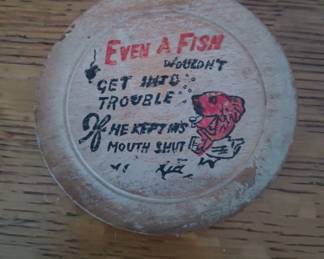 EVEN A FISH
WOULDN'T
GET INTO
TROUBLE
If HE KEPT HIS
MOUTH SHUT